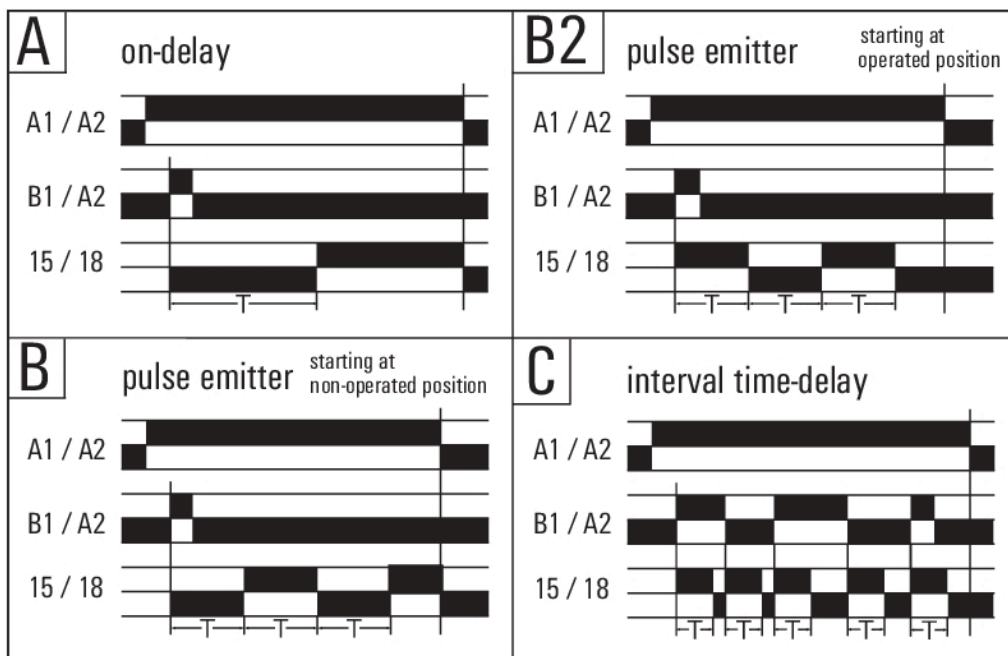 A
on-delay
A1 / A2
B1 / A2
15 / 18
T
B2
pulse emitter
starting at
operated position
A1 / A2
B1 / A2
15 / 18
T T T
B
pulse emitter
starting at
non-operated position
A1 / A2
B1 / A2
15 / 18
T T T
C
interval time-delay
A1 / A2
B1 / A2
15 / 18
T T T T T